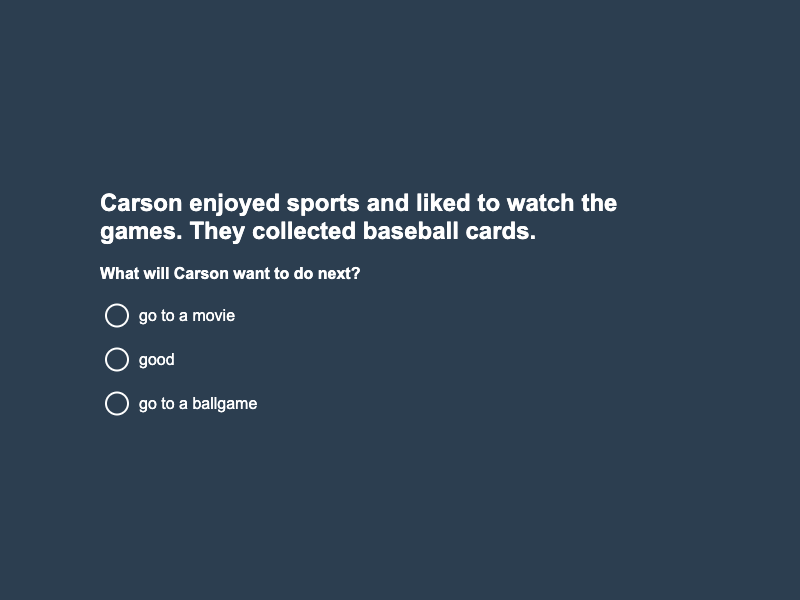 Carson enjoyed sports and liked to watch the
games. They collected baseball cards.
What will Carson want to do next?
go to a movie
good
go to a ballgame